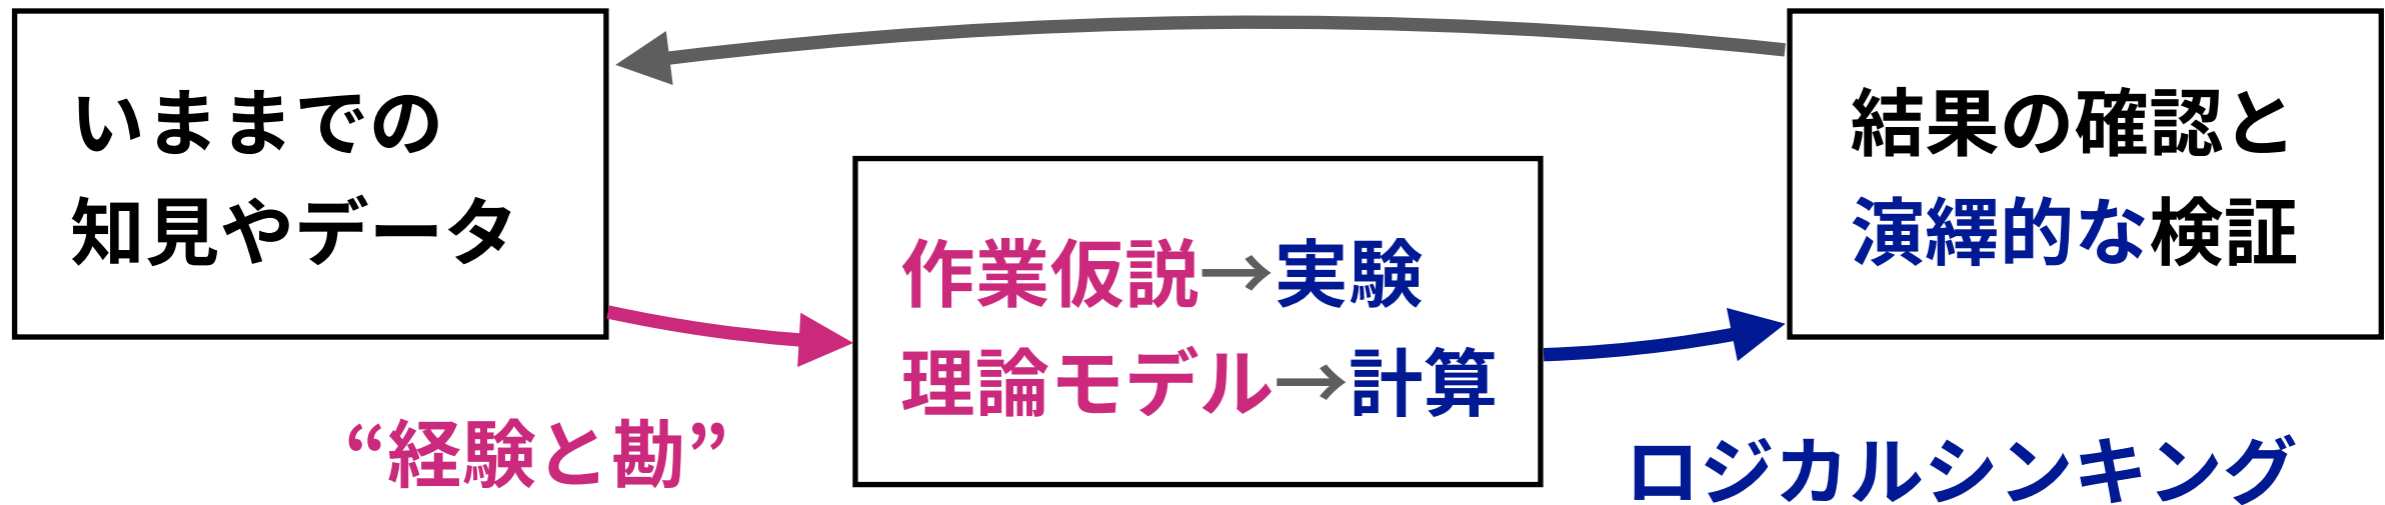 いままでの
知見やデータ
“経験と勘”
作業仮説→実験
理論モデル→計算
結果の確認と
演繹的な検証
ロジカルシンキング